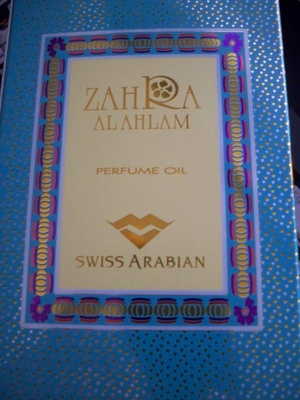 ZAHRA
AL AHLAM
PERFUME OIL
SWISS ARABIAN